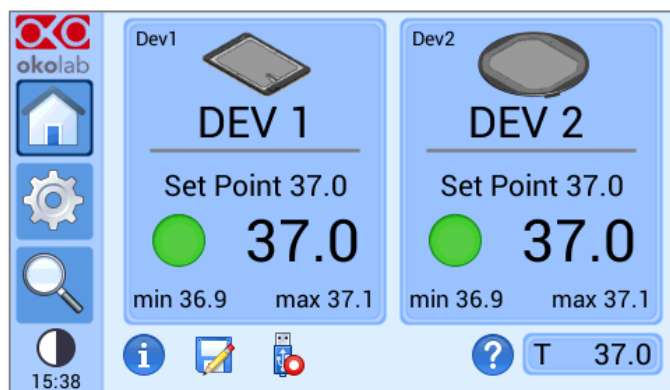 okolab
15:38
Dev1
DEV 1
Set Point 37.0
37.0
min 36.9 max 37.1
Dev2
DEV 2
Set Point 37.0
37.0
min 36.9 max 37.1
i
?
T 37.0